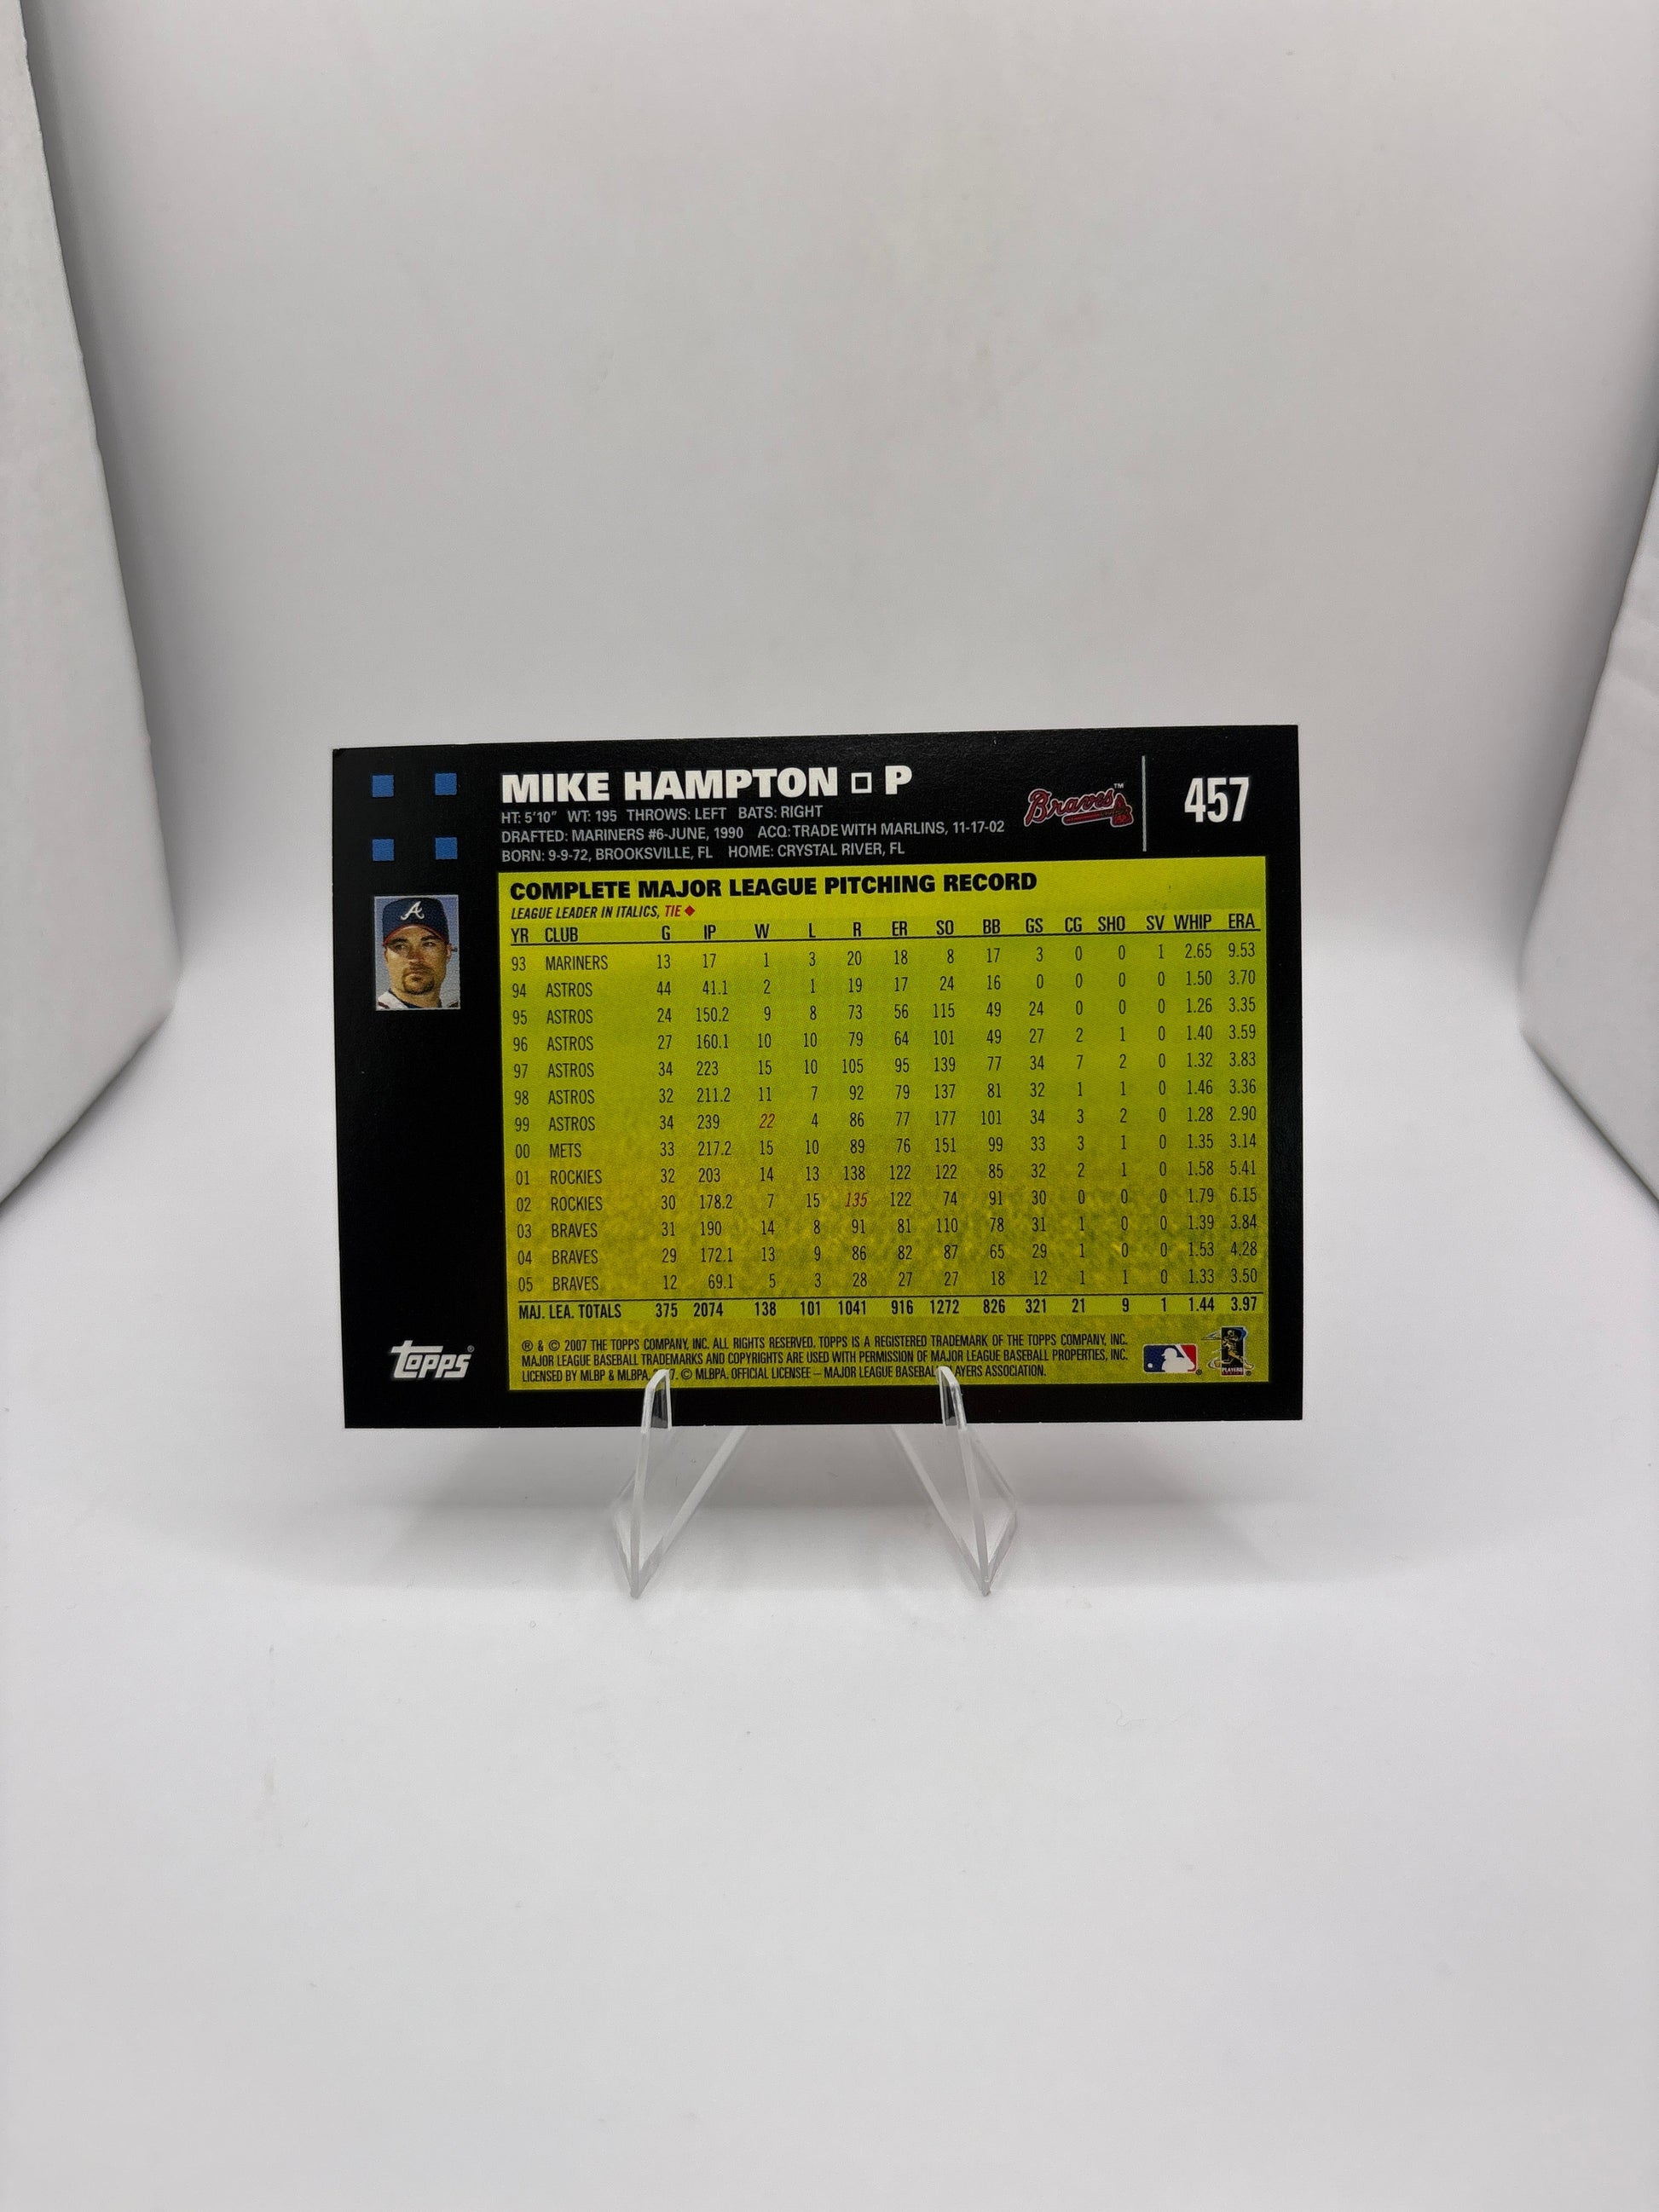 MIKE HAMPTON □ P
HT: 5'10" WT: 195 THROWS: LEFT BATS: RIGHT
DRAFTED: MARINERS #6-JUNE, 1990 ACQ: TRADE WITH MARLINS, 11-17-02
BORN: 9-9-72, BROOKSVILLE, FL HOME: CRYSTAL RIVER, FL
Braves™
457
A
COMPLETE MAJOR LEAGUE PITCHING RECORD
LEAGUE LEADER IN ITALICS, TIE ◆
YR CLUB G IP W L R ER SO BB GS CG SHO SV WHIP ERA
93 MARINERS 13 17 1 3 20 18 8 17 3 0 0 1 2.65 9.53
94 ASTROS 44 41.1 2 1 19 17 24 16 0 0 0 0 1.50 3.70
95 ASTROS 24 150.2 9 8 73 56 115 49 24 0 0 0 1.26 3.35
96 ASTROS 27 160.1 10 10 79 64 101 49 27 2 1 0 1.40 3.59
97 ASTROS 34 223 15 10 105 95 139 77 34 7 2 0 1.32 3.83
98 ASTROS 32 211.2 11 7 92 79 137 81 32 1 1 0 1.46 3.36
99 ASTROS 34 239 22 4 86 77 177 101 34 3 2 0 1.28 2.90
00 METS 33 217.2 15 10 89 76 151 99 33 3 1 0 1.35 3.14
01 ROCKIES 32 203 14 13 138 122 122 85 32 2 1 0 1.58 5.41
02 ROCKIES 30 178.2 7 15 135 122 74 91 30 0 0 0 1.79 6.15
03 BRAVES 31 190 14 8 91 81 110 78 31 1 0 0 1.39 3.84
04 BRAVES 29 172.1 13 9 86 82 87 65 29 1 0 0 1.53 4.28
05 BRAVES 12 69.1 5 3 28 27 27 18 12 1 1 0 1.33 3.50
MAJ. LEA. TOTALS 375 2074 138 101 1041 916 1272 826 321 21 9 1 1.44 3.97
® & © 2007 THE TOPPS COMPANY, INC. ALL RIGHTS RESERVED. TOPPS IS A REGISTERED TRADEMARK OF THE TOPPS COMPANY, INC.
MAJOR LEAGUE BASEBALL TRADEMARKS AND COPYRIGHTS ARE USED WITH PERMISSION OF MAJOR LEAGUE BASEBALL PROPERTIES, INC.
LICENSED BY MLBP & MLBPA, 7. © MLBPA. OFFICIAL LICENSEE – MAJOR LEAGUE BASEBAL AYERS ASSOCIATION.
topps®
PLAYERS